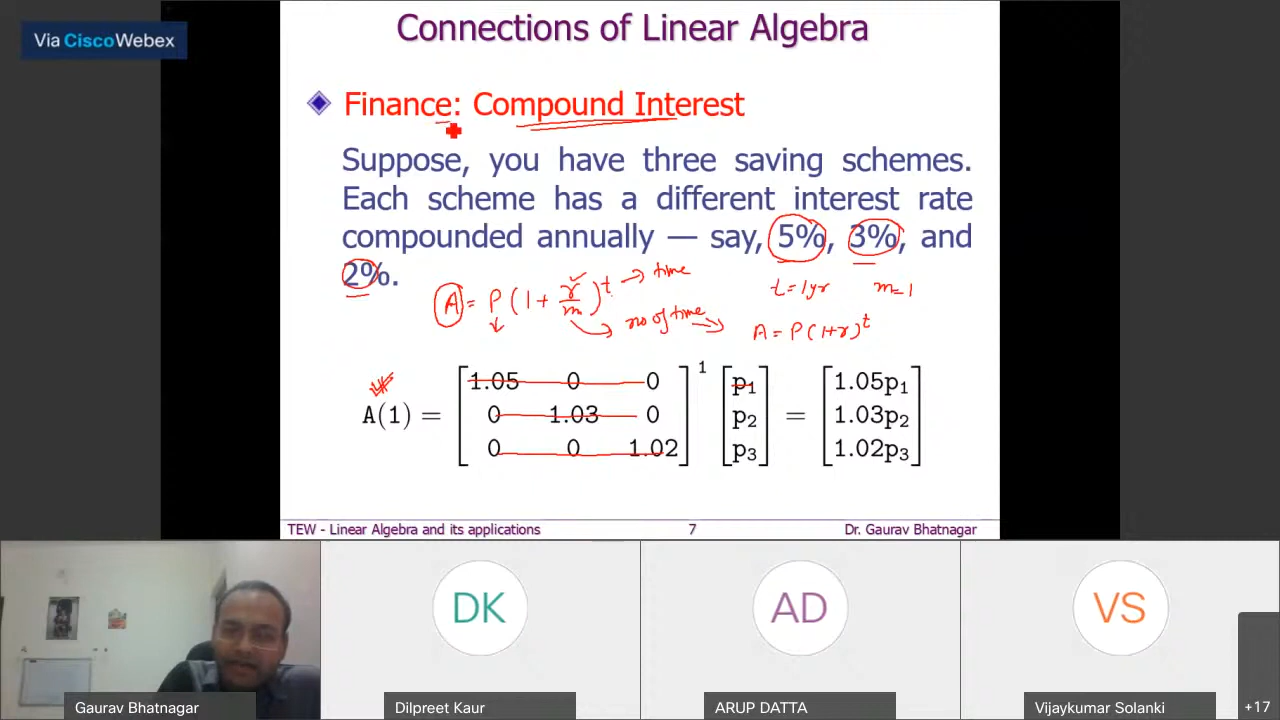 Via CiscoWebex
Connections of Linear Algebra
Finance: Compound Interest
Suppose, you have three saving schemes.
Each scheme has a different interest rate
compounded annually — say, 5%, 3%, and
2%.
A = P(1+ r/m)^t → time
no of time
t=1yr m=1
A = P(1+r)^t
A(1) = [1.05 0 0; 0 1.03 0; 0 0 1.02]^1 [p1; p2; p3] = [1.05p1; 1.03p2; 1.02p3]
TEW - Linear Algebra and its applications 7 Dr. Gaurav Bhatnagar
DK AD VS
Gaurav Bhatnagar Dilpreet Kaur ARUP DATTA Vijaykumar Solanki +17